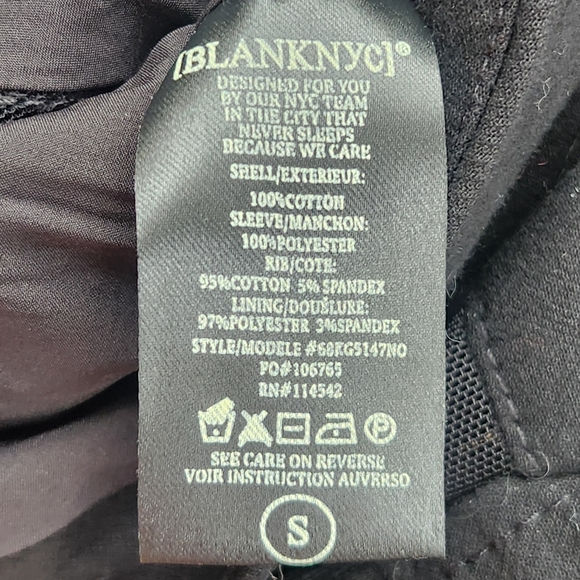 [BLANKNYC]®
DESIGNED FOR YOU
BY OUR NYC TEAM
IN THE CITY THAT
NEVER SLEEPS
BECAUSE WE CARE
SHELL/EXTERIEUR:
100%COTTON
SLEEVE/MANCHON:
100%POLYESTER
RIB/COTE:
95%COTTON 5%SPANDEX
LINING/DOUÉLURE:
97%POLYESTER 3%SPANDEX
STYLE/MODELE #68KG5147NO
PO#106765
RN#114542
P
SEE CARE ON REVERSE
VOIR INSTRUCTION AUVERSO
S